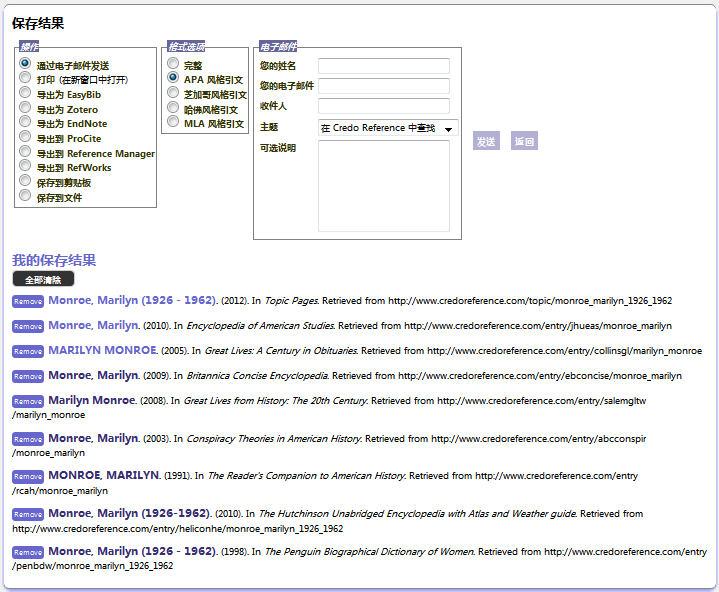 保存结果
操作
通过电子邮件发送
打印 (在新窗口中打开)
导出为 EasyBib
导出为 Zotero
导出为 EndNote
导出到 ProCite
导出到 Reference Manager
导出到 RefWorks
保存到剪贴板
保存到文件
格式选项
完整
APA 风格引文
芝加哥风格引文
哈佛风格引文
MLA 风格引文
电子邮件
您的姓名
您的电子邮件
收件人
主题
在 Credo Reference 中查找
可选说明
发送
返回
我的保存结果
全部清除
Remove Monroe, Marilyn (1926 - 1962). (2012). In Topic Pages. Retrieved from http://www.credoreference.com/topic/monroe_marilyn_1926_1962
Remove Monroe, Marilyn. (2010). In Encyclopedia of American Studies. Retrieved from http://www.credoreference.com/entry/jhueas/monroe_marilyn
Remove MARILYN MONROE. (2005). In Great Lives: A Century in Obituaries. Retrieved from http://www.credoreference.com/entry/collinsgl/marilyn_monroe
Remove Monroe, Marilyn. (2009). In Britannica Concise Encyclopedia. Retrieved from http://www.credoreference.com/entry/ebconcise/monroe_marilyn
Remove Marilyn Monroe. (2008). In Great Lives from History: The 20th Century. Retrieved from http://www.credoreference.com/entry/salemgltw
/marilyn_monroe
Remove Monroe, Marilyn. (2003). In Conspiracy Theories in American History. Retrieved from http://www.credoreference.com/entry/abcconspir
/monroe_marilyn
Remove MONROE, MARILYN. (1991). In The Reader's Companion to American History. Retrieved from http://www.credoreference.com/entry
/rcah/monroe_marilyn
Remove Monroe, Marilyn (1926-1962). (2010). In The Hutchinson Unabridged Encyclopedia with Atlas and Weather guide. Retrieved from
http://www.credoreference.com/entry/heliconhe/monroe_marilyn_1926_1962
Remove Monroe, Marilyn (1926 - 1962). (1998). In The Penguin Biographical Dictionary of Women. Retrieved from http://www.credoreference.com/entry
/penbdw/monroe_marilyn_1926_1962